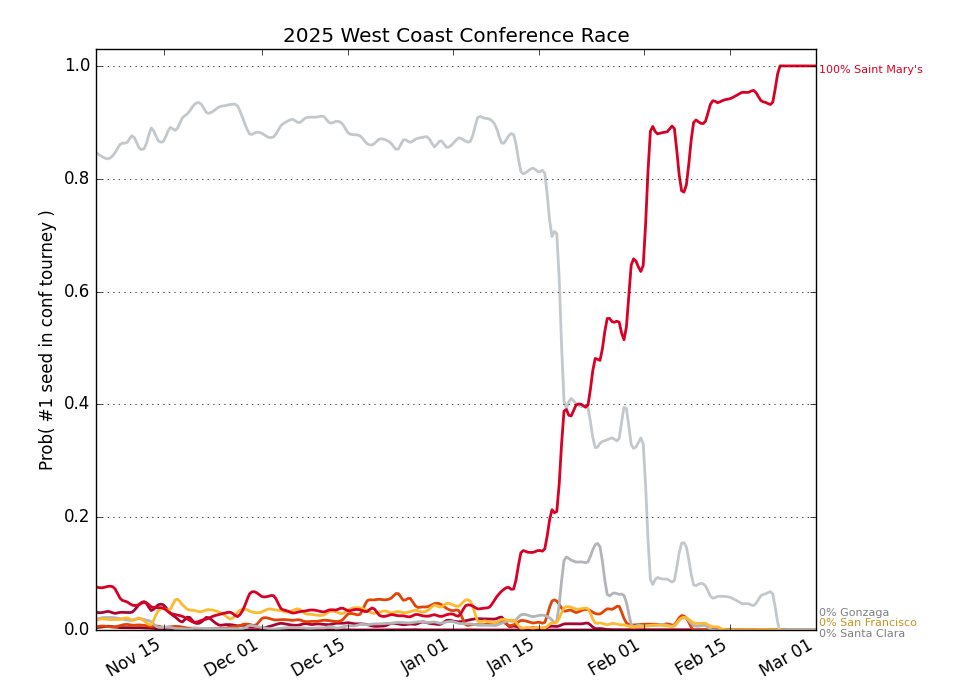 2025 West Coast Conference Race
Prob( #1 seed in conf tourney )
1.0
0.8
0.6
0.4
0.2
0.0
Nov 15
Dec 01
Dec 15
Jan 01
Jan 15
Feb 01
Feb 15
Mar 01
100% Saint Mary's
0% Gonzaga
0% San Francisco
0% Santa Clara